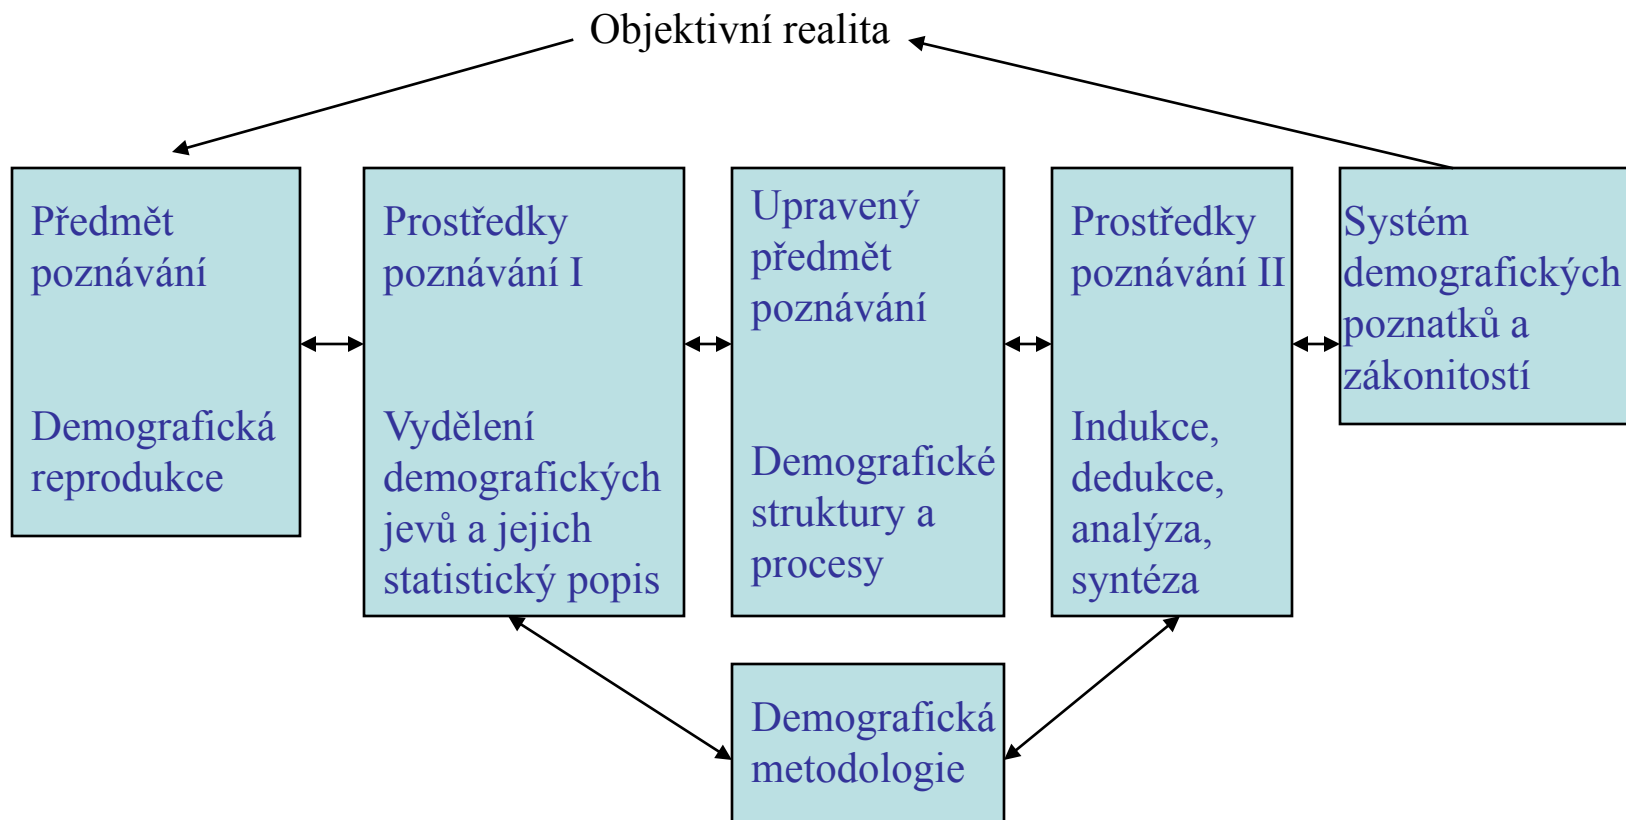 Objektivní realita
Předmět
poznávání
Demografická
reprodukce
Prostředky
poznávání I
Vydělení
demografických
jevů a jejich
statistický popis
Upravený
předmět
poznávání
Demografické
struktury a
procesy
Prostředky
poznávání II
Indukce,
dedukce,
analýza,
syntéza
Systém
demografických
poznatků a
zákonitostí
Demografická
metodologie